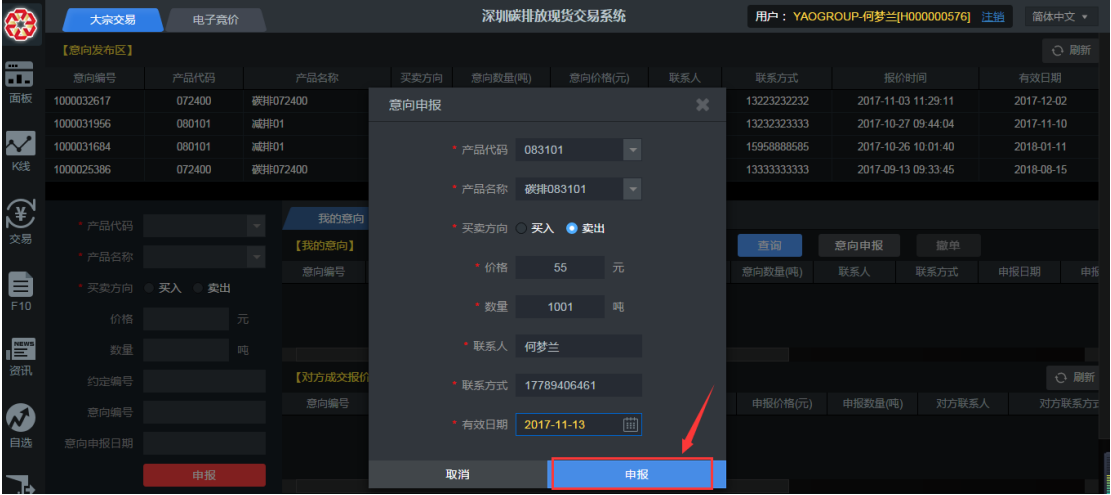 大宗交易 电子竞价 深圳碳排放现货交易系统 用户： YAOGROUP-何梦兰[H000000576] 注销 简体中文
【意向发布区】 刷新
意向编号 产品代码 产品名称 买卖方向 意向数量(吨) 意向价格(元) 联系人 联系方式 报价时间 有效日期
1000032617 072400 碳排072400 13223232232 2017-11-03 11:29:11 2017-12-02
1000031956 080101 减排01 13232323333 2017-10-27 09:44:04 2017-11-10
1000031684 080101 减排01 15958888585 2017-10-26 10:01:40 2018-01-11
1000025386 072400 碳排072400 13333333333 2017-09-13 09:33:45 2018-08-15
面板
K线
交易
F10
NEWS
资讯
自选
* 产品代码
* 产品名称
* 买卖方向 买入 卖出
价格 元
数量 吨
约定编号
意向编号
意向申报日期
申报
我的意向
【我的意向】 查询 意向申报 撤单
意向编号 意向数量(吨) 联系人 联系方式 申报日期 申报
【对方成交报价 刷新
意向编号 申报价格(元) 申报数量(吨) 对方联系人 对方联系方式
意向申报
* 产品代码 083101
* 产品名称 碳排083101
* 买卖方向 买入 卖出
* 价格 55 元
* 数量 1001 吨
* 联系人 何梦兰
* 联系方式 17789406461
* 有效日期 2017-11-13
取消 申报